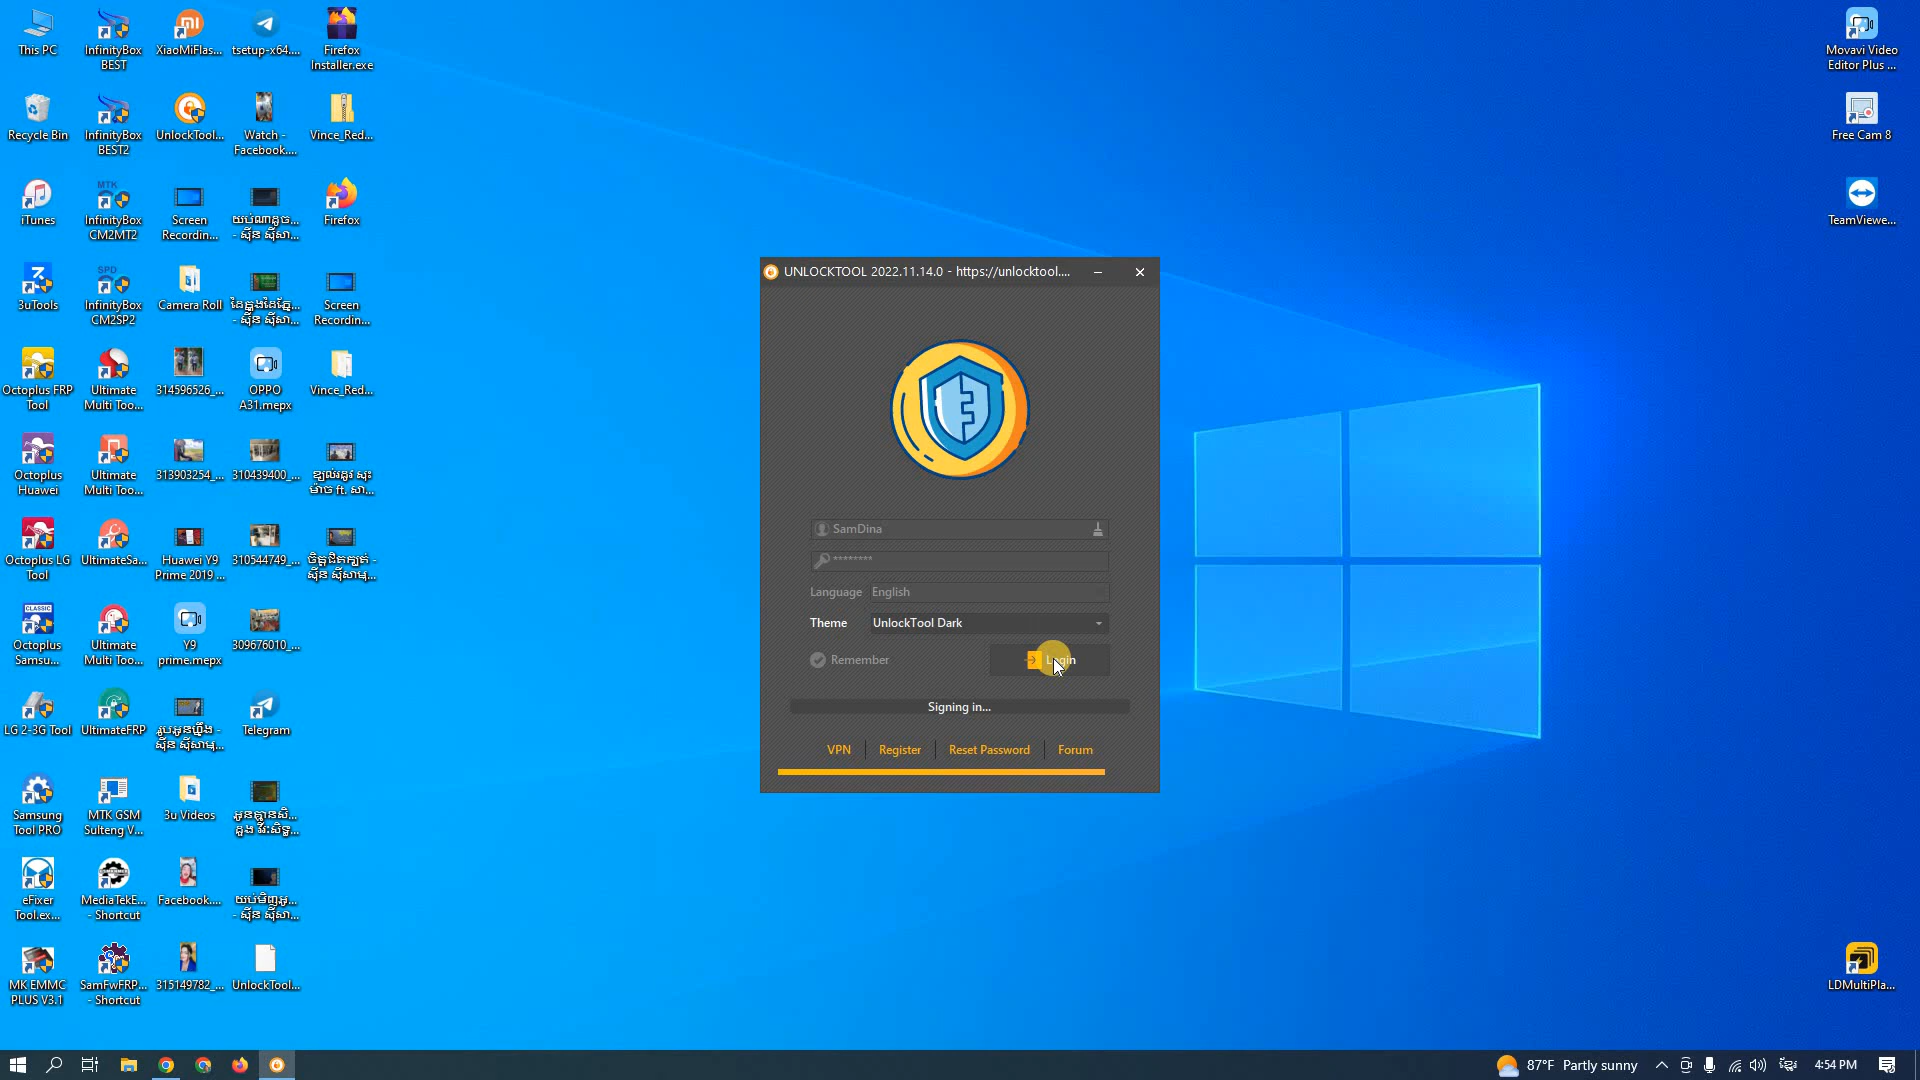 This PC
InfinityBox
BEST
XiaoMiFlas...
tsetup-x64....
Firefox
Installer.exe
Movavi Video
Editor Plus ...
Recycle Bin
InfinityBox
BEST2
UnlockTool...
Watch -
Facebook....
Vince_Red...
Free Cam 8
iTunes
MTK
InfinityBox
CM2MT2
Screen
Recordin...
Firefox
TeamViewe...
3uTools
SPD
InfinityBox
CM2SP2
Camera Roll
Screen
Recordin...
UNLOCKTOOL 2022.11.14.0 - https://unlocktool....
Octoplus FRP
Tool
Ultimate
Multi Too...
314596526_...
OPPO
A31.mepx
Vince_Red...
Octoplus
Huawei
Ultimate
Multi Too...
313903254_...
310439400_...
Octoplus LG
Tool
UltimateSa...
Huawei Y9
Prime 2019 ...
310544749_...
SamDina
********
Language
English
Theme
UnlockTool Dark
Remember
Login
Signing in...
VPN
Register
Reset Password
Forum
CLASSIC
Octoplus
Samsu...
Ultimate
Multi Too...
Y9
prime.mepx
309676010_...
LG 2-3G Tool
UltimateFRP
Telegram
Samsung
Tool PRO
MTK GSM
Sulteng V...
3u Videos
eFixer
Tool.ex...
MediaTekE...
- Shortcut
Facebook....
MK EMMC
PLUS V3.1
SamFwFRP...
- Shortcut
315149782_...
UnlockTool...
LDMultiPla...
87°F Partly sunny
4:54 PM